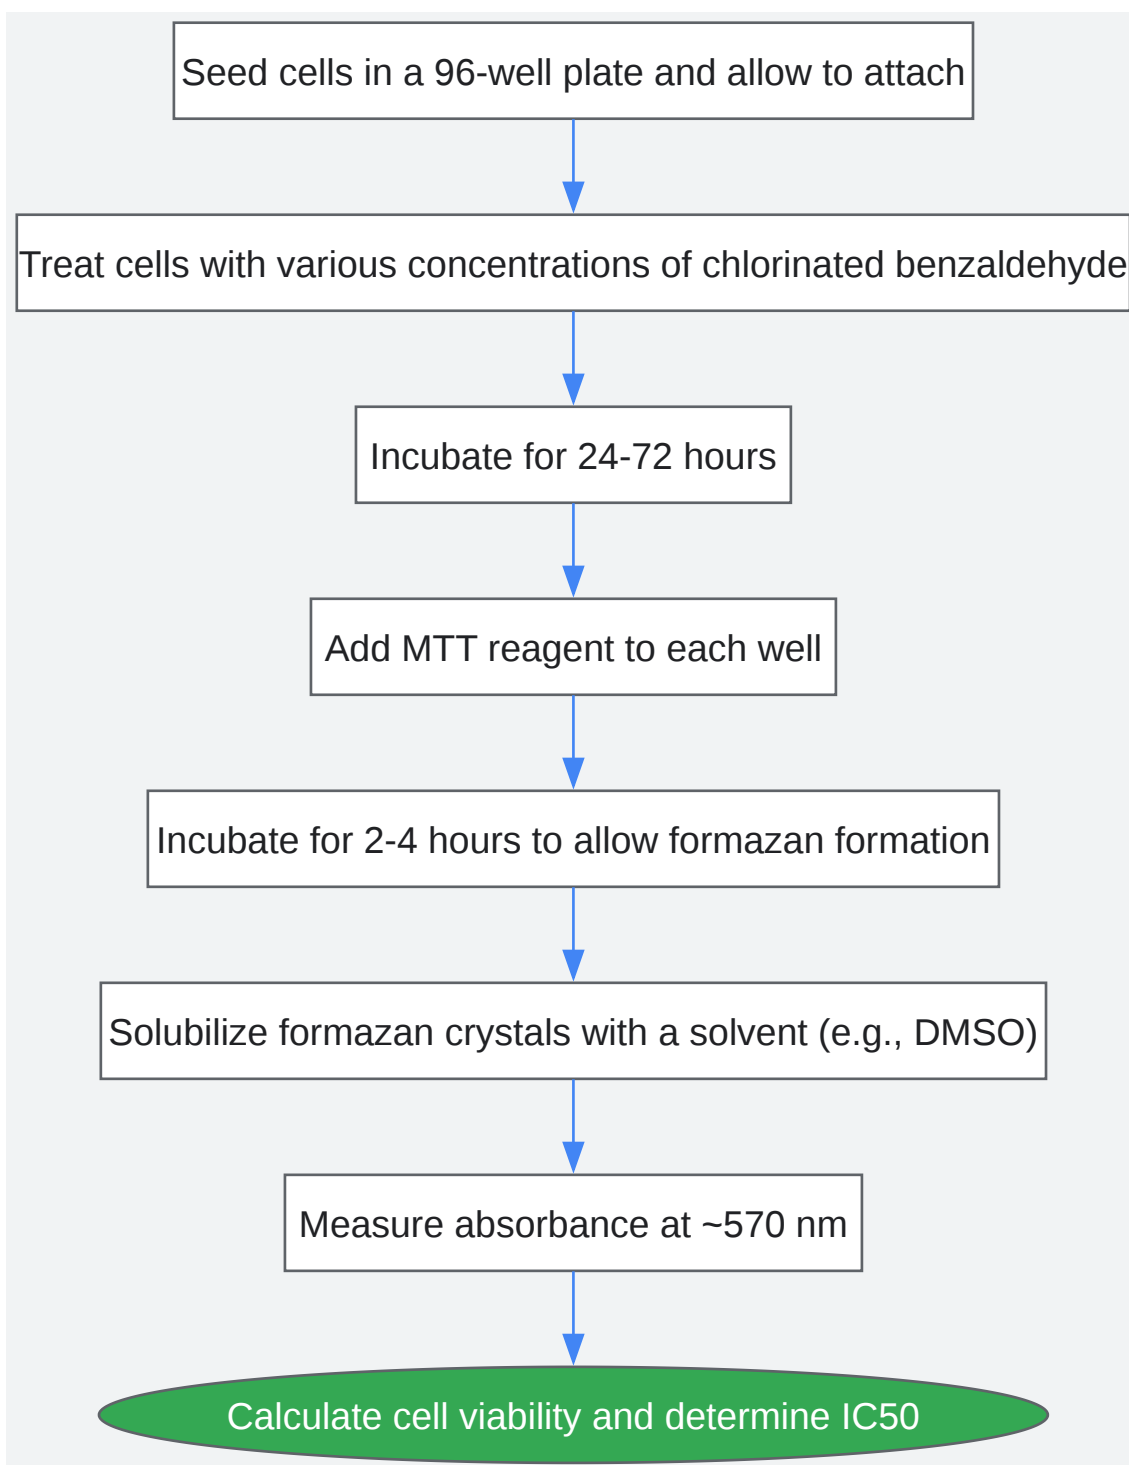 Seed cells in a 96-well plate and allow to attach
Treat cells with various concentrations of chlorinated benzaldehyde
Incubate for 24-72 hours
Add MTT reagent to each well
Incubate for 2-4 hours to allow formazan formation
Solubilize formazan crystals with a solvent (e.g., DMSO)
Measure absorbance at ~570 nm
Calculate cell viability and determine IC50